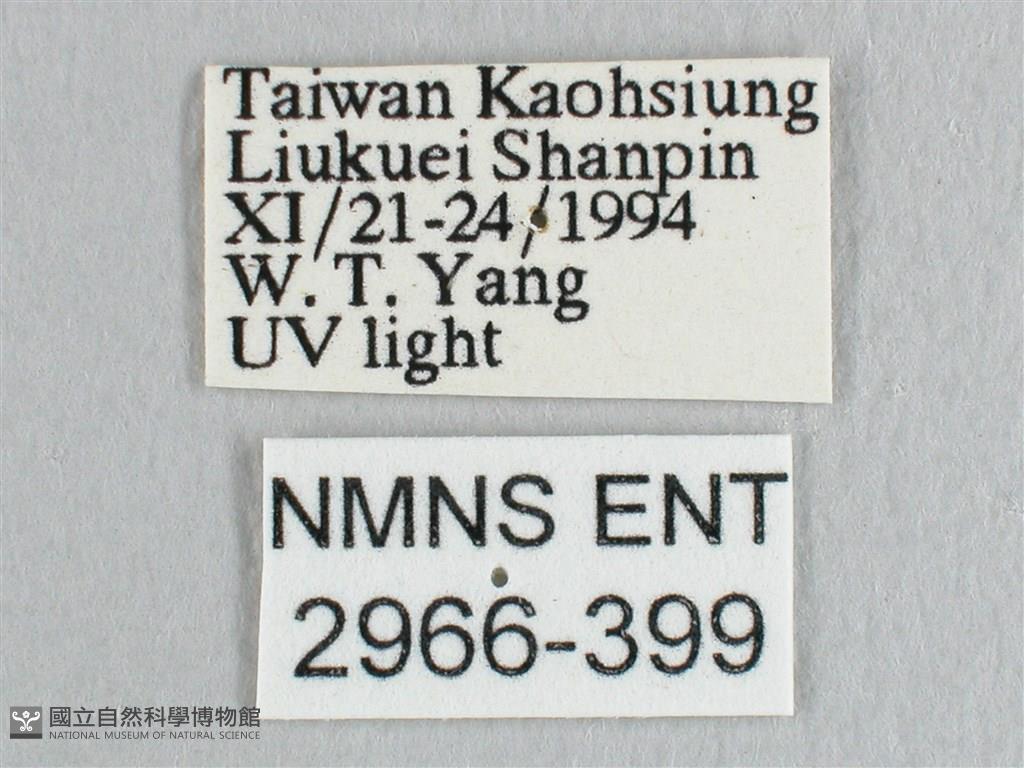 Taiwan Kaohsiung
Liukuei Shanpin
XI/21-24/1994
W. T. Yang
UV light
NMNS ENT
2966-399
國立自然科學博物館
NATIONAL MUSEUM OF NATURAL SCIENCE